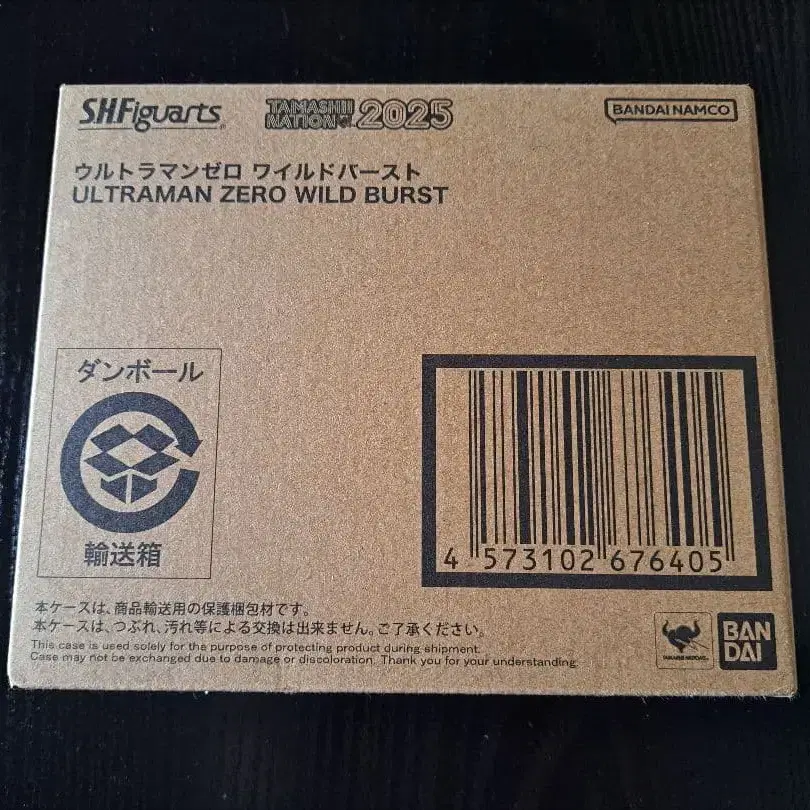 S.H.Figuarts
TAMASHII NATION 2025
BANDAI NAMCO
ウルトラマンゼロ ワイルドバースト
ULTRAMAN ZERO WILD BURST
ダンボール
輸送箱
4 573102 676405
本ケースは、商品輸送用の保護梱包材です。
本ケースは、つぶれ、汚れ等による交換は出来ません。ご了承ください。
This case is used solely for the purpose of protecting product during shipment.
Case may not be exchanged due to damage or discoloration. Thank you for your understanding.
TAMASHII NATIONS
BAN
DAI